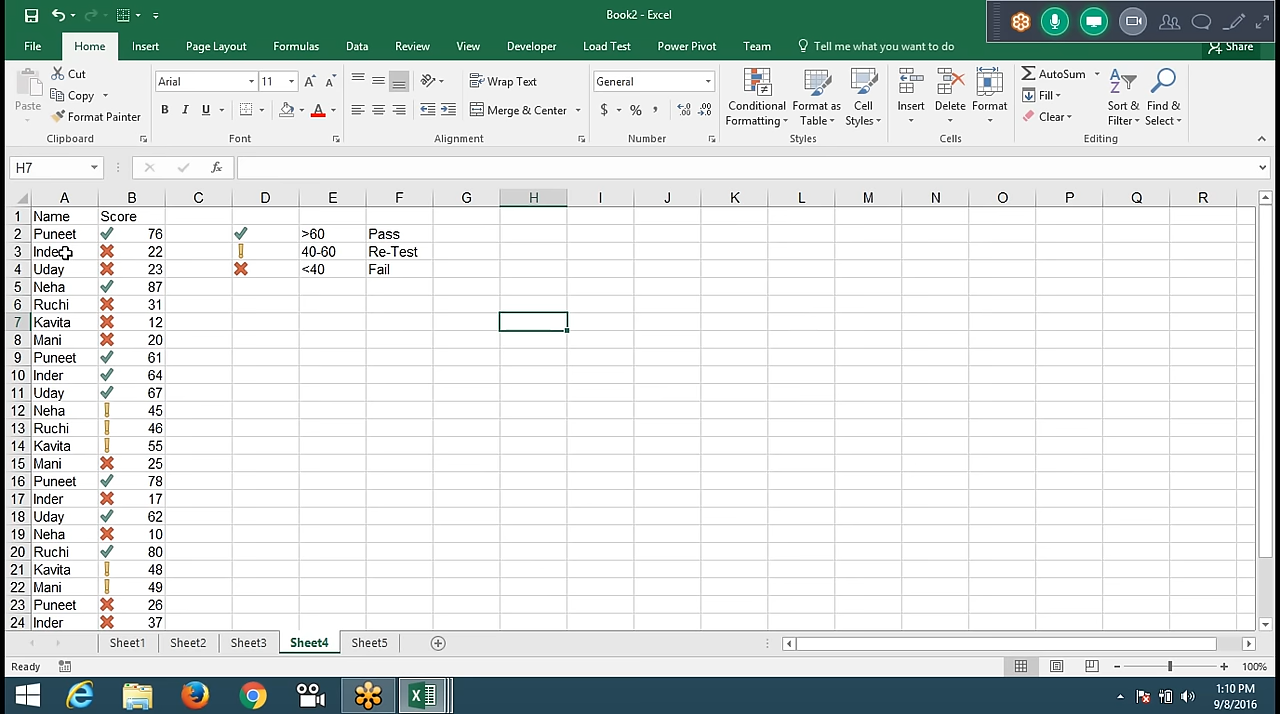 Book2 - Excel
File Home Insert Page Layout Formulas Data Review View Developer Load Test Power Pivot Team Tell me what you want to do Share
Paste Cut Copy Format Painter Clipboard
Arial 11 A A B I U A Font
Wrap Text Merge & Center Alignment
General $ % , Number
Conditional Formatting Format as Table Cell Styles Styles
Insert Delete Format Cells
AutoSum Fill Clear Sort & Filter Find & Select Editing
H7 fx
A B C D E F G H I J K L M N O P Q R
1 Name Score
2 Puneet 76 >60 Pass
3 Inder 22 40-60 Re-Test
4 Uday 23 <40 Fail
5 Neha 87
6 Ruchi 31
7 Kavita 12
8 Mani 20
9 Puneet 61
10 Inder 64
11 Uday 67
12 Neha 45
13 Ruchi 46
14 Kavita 55
15 Mani 25
16 Puneet 78
17 Inder 17
18 Uday 62
19 Neha 10
20 Ruchi 80
21 Kavita 48
22 Mani 49
23 Puneet 26
24 Inder 37
Sheet1 Sheet2 Sheet3 Sheet4 Sheet5
Ready 100%
1:10 PM
9/8/2016